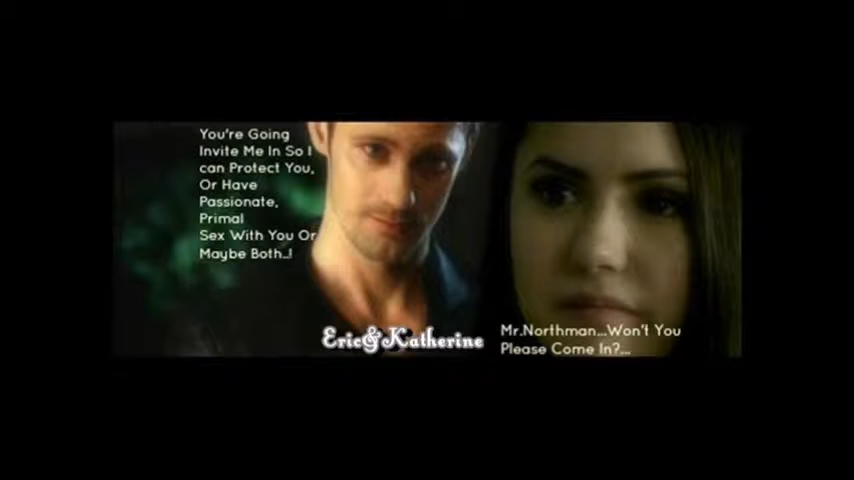 You're Going
Invite Me In So I
can Protect You,
Or Have
Passionate,
Primal
Sex With You Or
Maybe Both..!
Eric&Katherine
Mr.Northman...Won't You
Please Come In?...